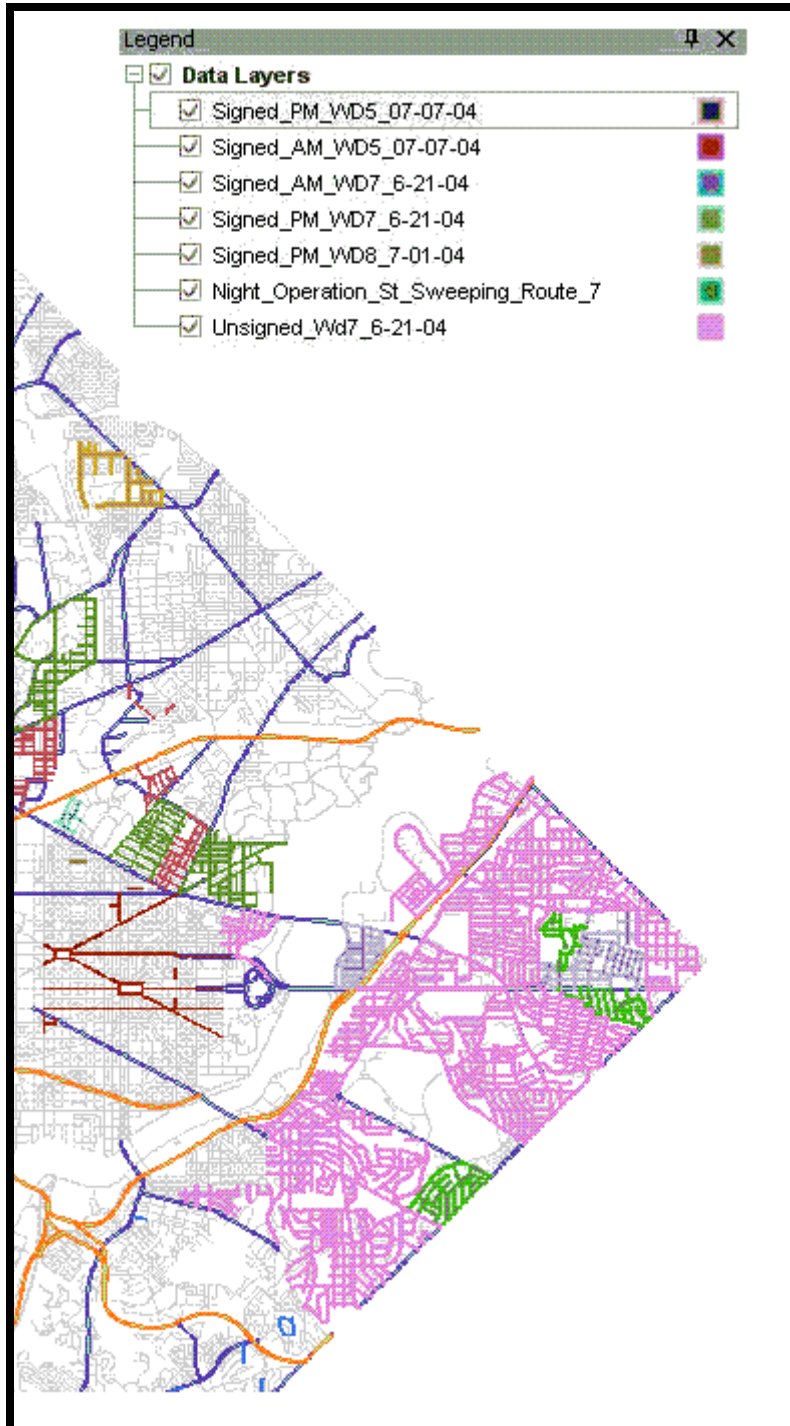 Legend
Data Layers
Signed_PM_WD5_07-07-04
Signed_AM_WD5_07-07-04
Signed_AM_WD7_6-21-04
Signed_PM_WD7_6-21-04
Signed_PM_WD8_7-01-04
Night_Operation_St_Sweeping_Route_7
Unsigned_Wd7_6-21-04